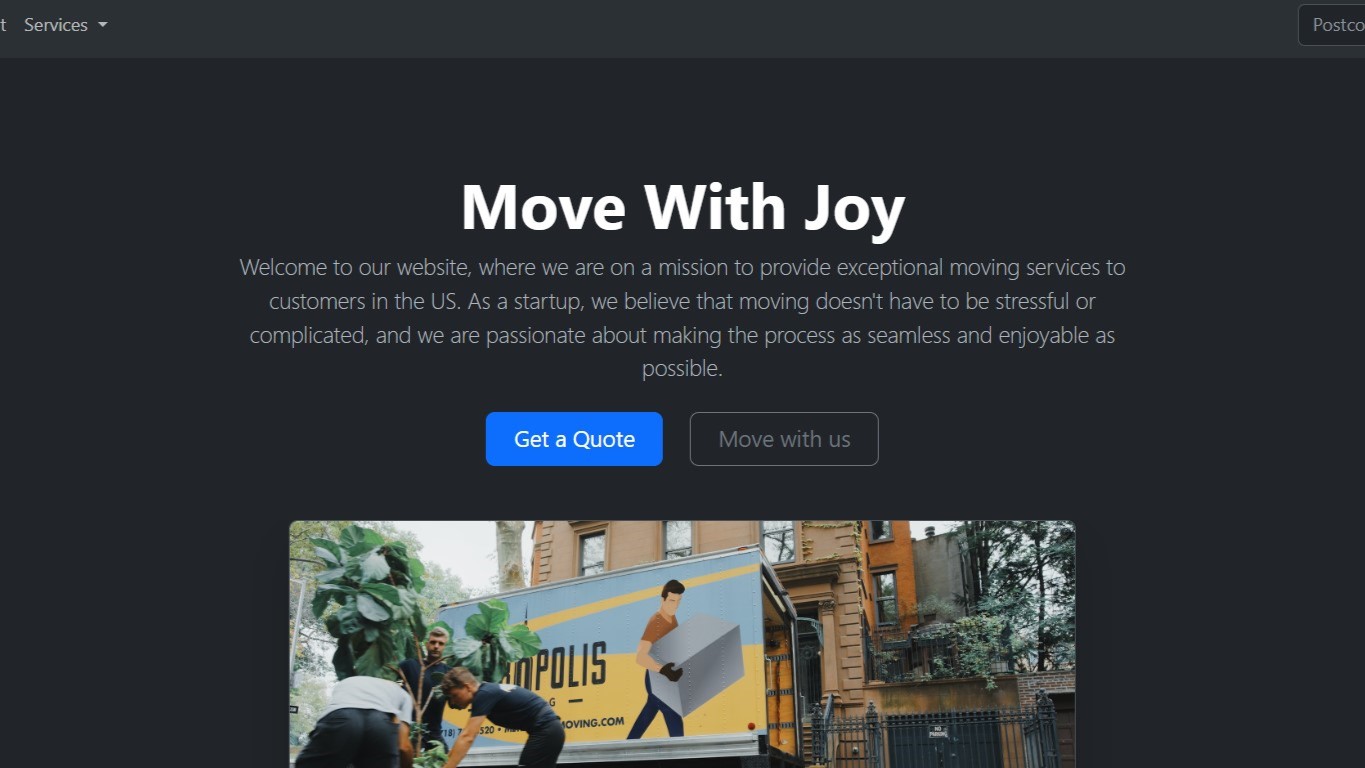 t Services
Postco
Move With Joy
Welcome to our website, where we are on a mission to provide exceptional moving services to
customers in the US. As a startup, we believe that moving doesn't have to be stressful or
complicated, and we are passionate about making the process as seamless and enjoyable as
possible.
Get a Quote Move with us
OPOLIS
G
MOVING.COM
NO
PARKING